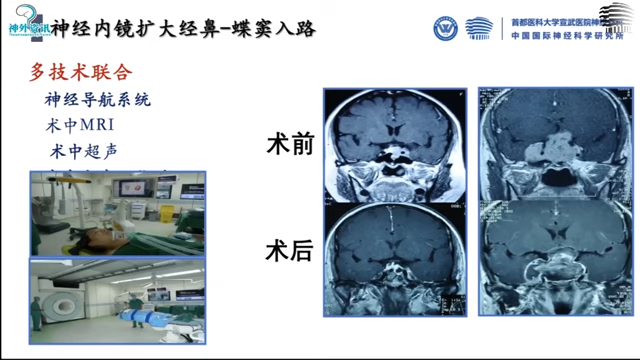 神外资讯
神经内镜扩大经鼻-蝶窦入路
首都医科大学宣武医院神经
中国国际神经科学研究所
多技术联合
神经导航系统
术中MRI
术中超声
术前
术后